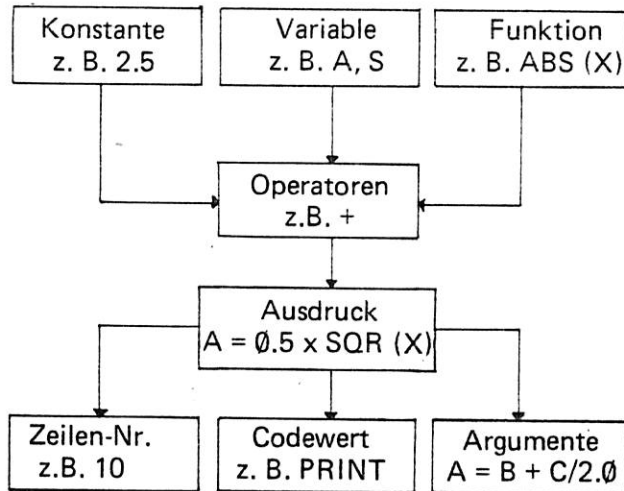 Konstante
z. B. 2.5
Variable
z. B. A, S
Funktion
z. B. ABS (X)
Operatoren
z.B. +
Ausdruck
A = Ø.5 x SQR (X)
Zeilen-Nr.
z.B. 10
Codewert
z. B. PRINT
Argumente
A = B + C/2.Ø